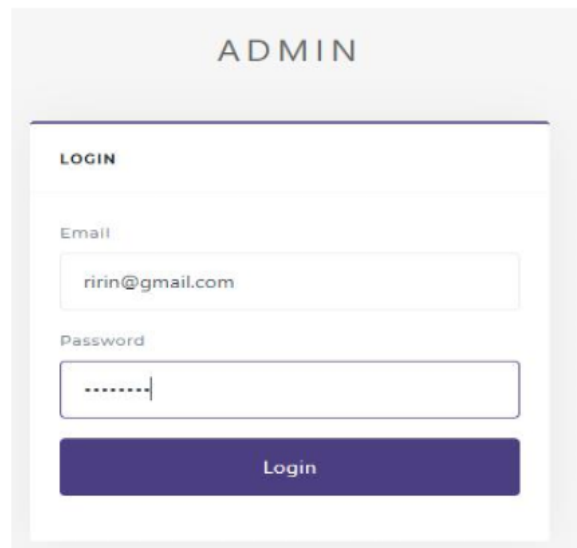 ADMIN
LOGIN
Email
ririn@gmail.com
Password
••••••••
Login